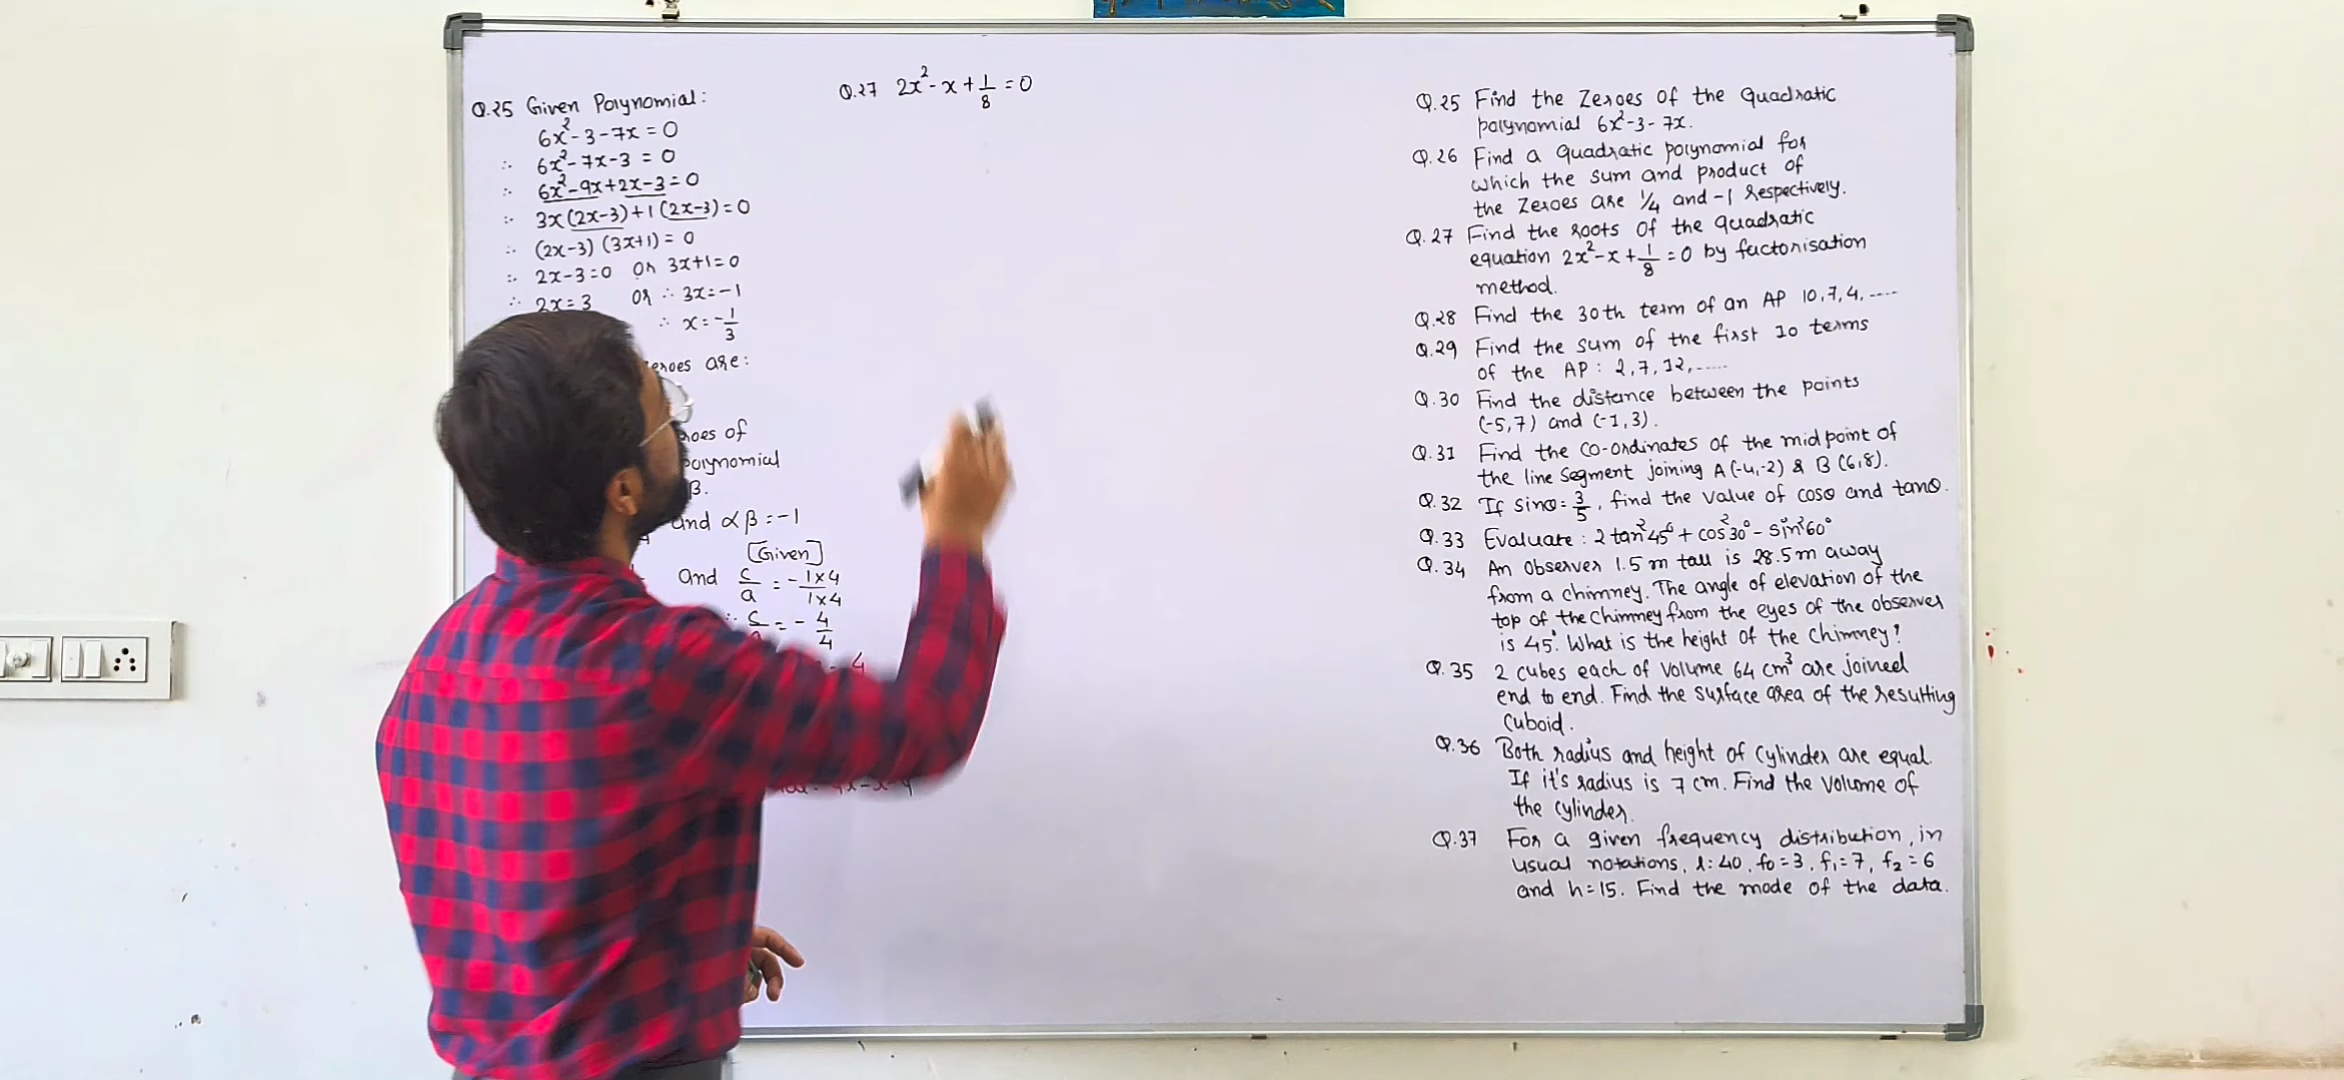 Q.25 Given Polynomial:
6x²-3-7x=0
∴ 6x²-7x-3=0
∴ 6x²-9x+2x-3=0
∴ 3x(2x-3)+1(2x-3)=0
∴ (2x-3)(3x+1)=0
∴ 2x-3=0 or 3x+1=0
∴ 2x=3 or ∴ 3x=-1
∴ x=-1/3
zeroes are:
zeroes of
polynomial
β.
and αβ=-1
[Given]
and c/a = -1×4/1×4
∴ c/a = -4/4
Q.27 2x²-x+1/8=0
Q.25 Find the Zeroes of the Quadratic
polynomial 6x²-3-7x.
Q.26 Find a Quadratic polynomial for
which the sum and product of
the Zeroes are 1/4 and -1 respectively.
Q.27 Find the roots of the quadratic
equation 2x²-x+1/8=0 by factorisation
method.
Q.28 Find the 30th term of an AP 10,7,4,----
Q.29 Find the sum of the first 10 terms
of the AP: 2,7,12,.....
Q.30 Find the distance between the points
(-5,7) and (-1,3).
Q.31 Find the co-ordinates of the midpoint of
the line segment joining A(-4,-2) & B(6,8).
Q.32 If sinθ=3/5, find the value of cosθ and tanθ.
Q.33 Evaluate: 2tan²45°+cos²30°-sin²60°
Q.34 An observer 1.5m tall is 28.5m away
from a chimney. The angle of elevation of the
top of the chimney from the eyes of the observer
is 45°. What is the height of the chimney?
Q.35 2 cubes each of volume 64 cm³ are joined
end to end. Find the surface area of the resulting
cuboid.
Q.36 Both radius and height of cylinder are equal.
If it's radius is 7 cm. Find the volume of
the cylinder.
Q.37 For a given frequency distribution, in
usual notations, l=40, f0=3, f1=7, f2=6
and h=15. Find the mode of the data.